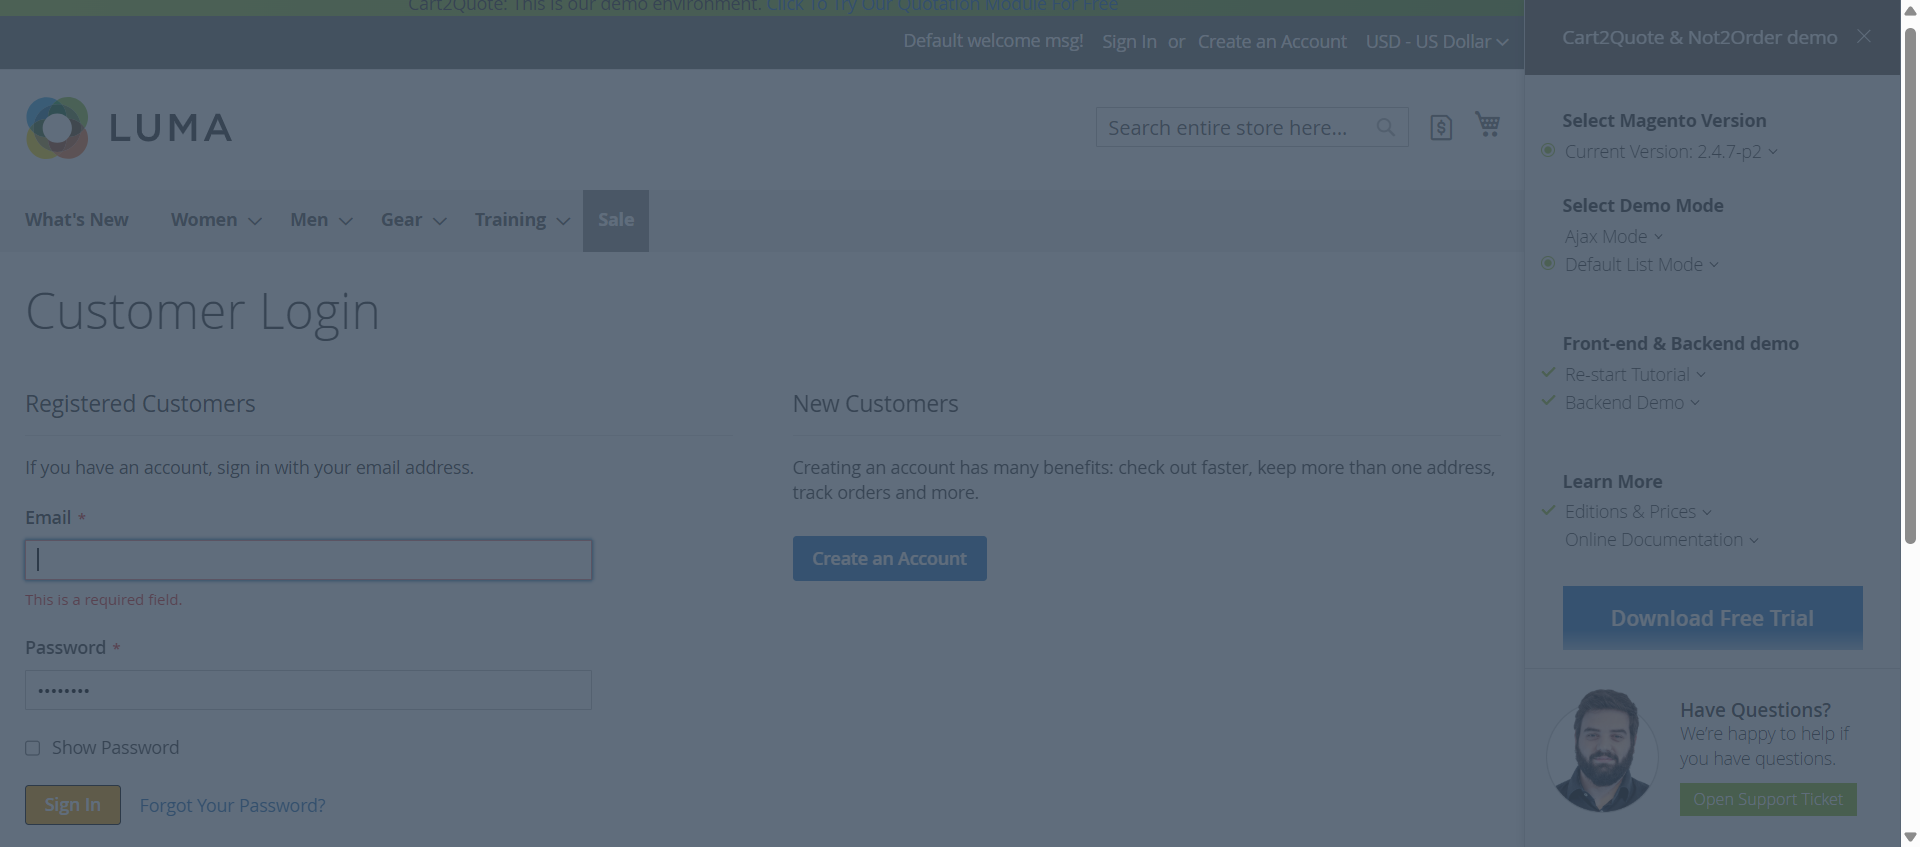 Cart2Quote: This is our demo environment. Click To Try Our Quotation Module For Free
Default welcome msg! Sign In or Create an Account USD - US Dollar
LUMA
Search entire store here...
What's New Women Men Gear Training Sale
Customer Login
Registered Customers
If you have an account, sign in with your email address.
Email *
This is a required field.
Password *
••••••••
Show Password
Sign In Forgot Your Password?
New Customers
Creating an account has many benefits: check out faster, keep more than one address,
track orders and more.
Create an Account
Cart2Quote & Not2Order demo
Select Magento Version
Current Version: 2.4.7-p2
Select Demo Mode
Ajax Mode
Default List Mode
Front-end & Backend demo
Re-start Tutorial
Backend Demo
Learn More
Editions & Prices
Online Documentation
Download Free Trial
Have Questions?
We're happy to help if
you have questions.
Open Support Ticket